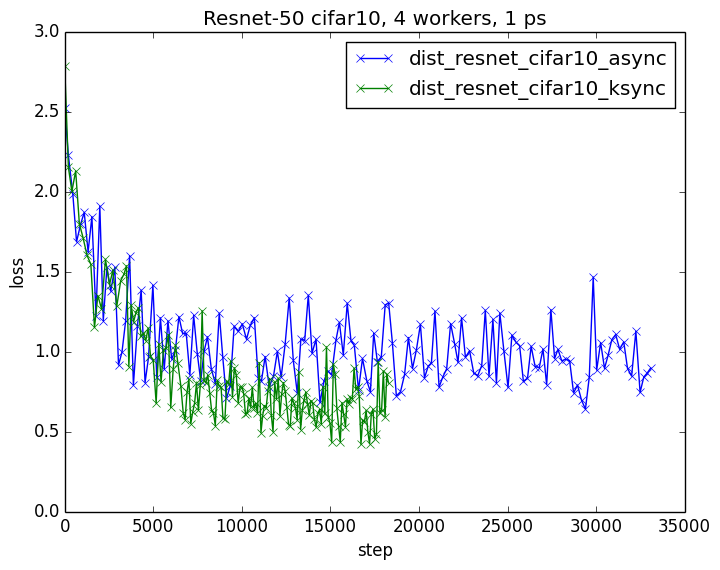 Resnet-50 cifar10, 4 workers, 1 ps
dist_resnet_cifar10_async
dist_resnet_cifar10_ksync
3.0
2.5
2.0
1.5
1.0
0.5
0.0
loss
0 5000 10000 15000 20000 25000 30000 35000
step